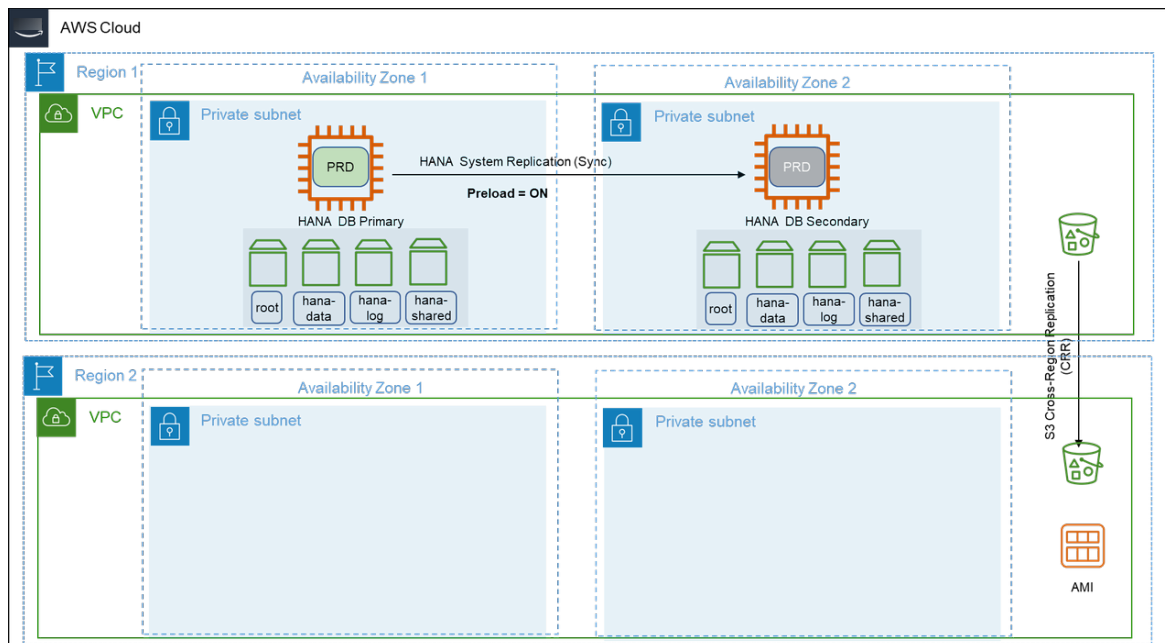 AWS Cloud
Region 1
Availability Zone 1
Availability Zone 2
VPC
Private subnet
Private subnet
PRD
HANA System Replication (Sync)
PRD
Preload = ON
HANA DB Primary
HANA DB Secondary
root
hana-
data
hana-
log
hana-
shared
root
hana-
data
hana-
log
hana-
shared
S3 Cross-Region Replication
(CRR)
Region 2
Availability Zone 1
Availability Zone 2
VPC
Private subnet
Private subnet
AMI